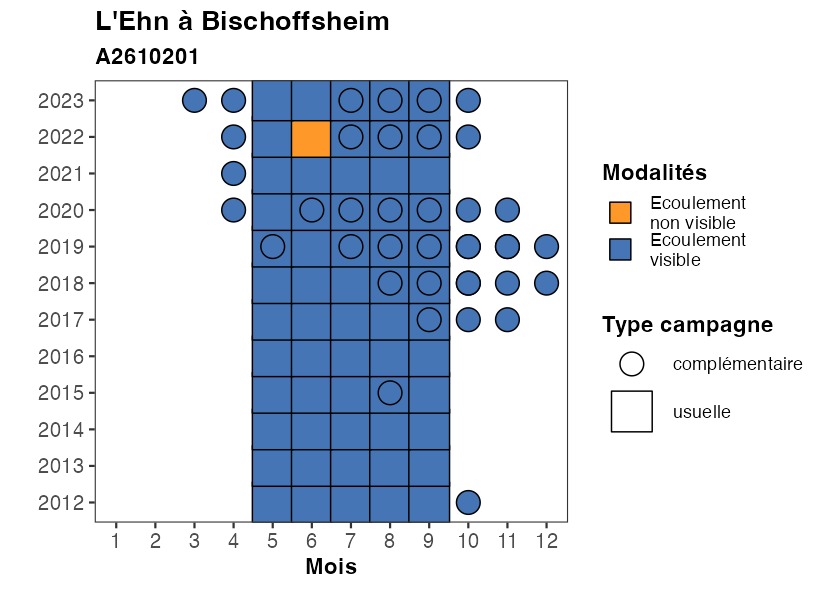 L'Ehn à Bischoffsheim
A2610201
2023
2022
2021
2020
2019
2018
2017
2016
2015
2014
2013
2012
1 2 3 4 5 6 7 8 9 10 11 12
Mois
Modalités
Ecoulement
non visible
Ecoulement
visible
Type campagne
complémentaire
usuelle